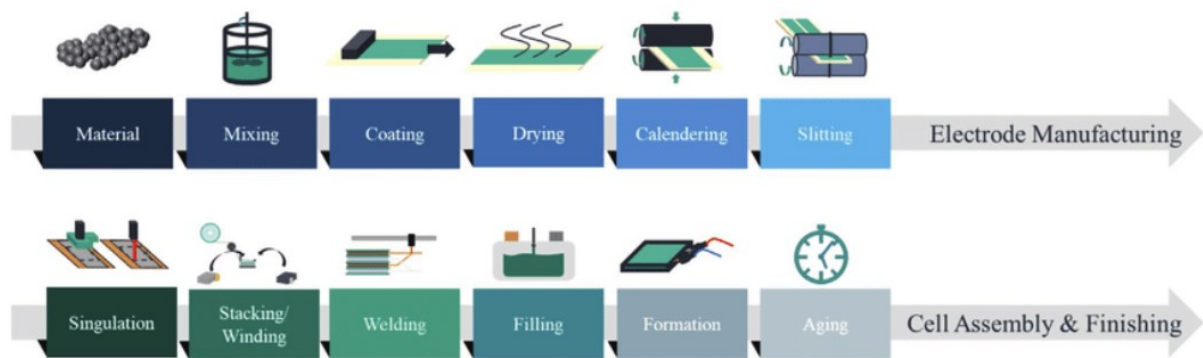 Material
Mixing
Coating
Drying
Calendering
Slitting
Electrode Manufacturing
Singulation
Stacking/
Winding
Welding
Filling
Formation
Aging
Cell Assembly & Finishing